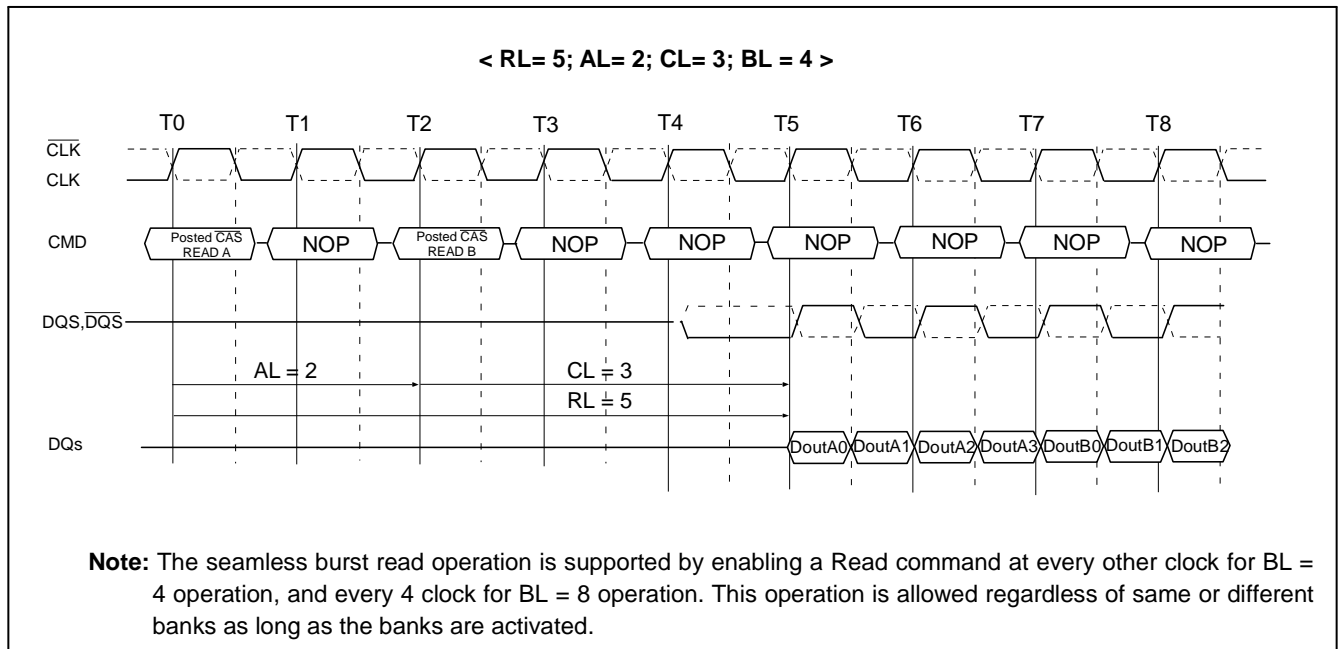 < RL= 5; AL= 2; CL= 3; BL = 4 >
T0 T1 T2 T3 T4 T5 T6 T7 T8
CLK
CLK
CMD
Posted CAS
READ A
NOP
Posted CAS
READ B
NOP
NOP
NOP
NOP
NOP
NOP
DQS,DQS
AL = 2
CL = 3
RL = 5
DQs
DoutA0 DoutA1 DoutA2 DoutA3 DoutB0 DoutB1 DoutB2
Note: The seamless burst read operation is supported by enabling a Read command at every other clock for BL =
4 operation, and every 4 clock for BL = 8 operation. This operation is allowed regardless of same or different
banks as long as the banks are activated.